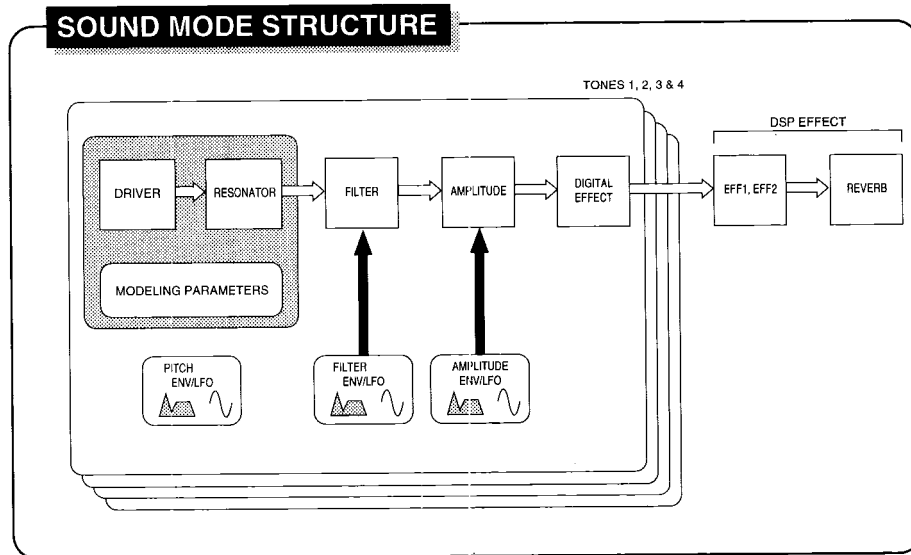 SOUND MODE STRUCTURE
TONES 1, 2, 3 & 4
DSP EFFECT
DRIVER
RESONATOR
FILTER
AMPLITUDE
DIGITAL
EFFECT
EFF1, EFF2
REVERB
MODELING PARAMETERS
PITCH
ENV/LFO
FILTER
ENV/LFO
AMPLITUDE
ENV/LFO